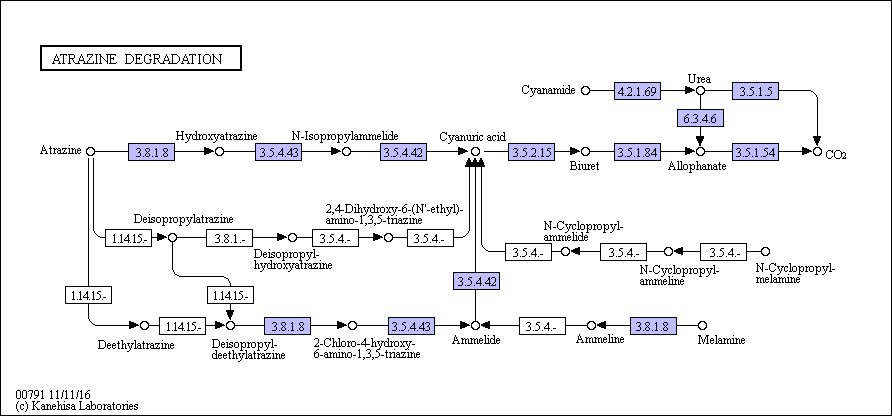 ATRAZINE DEGRADATION
Cyanamide
4.2.1.69
Urea
3.5.1.5
6.3.4.6
Atrazine
3.8.1.8
Hydroxyatrazine
3.5.4.43
N-Isopropylammelide
3.5.4.42
Cyanuric acid
3.5.2.15
Biuret
3.5.1.84
Allophanate
3.5.1.54
CO2
1.14.15.-
Deisopropylatrazine
3.8.1.-
Deisopropyl-
hydroxyatrazine
3.5.4.-
2,4-Dihydroxy-6-(N'-ethyl)-
amino-1,3,5-triazine
3.5.4.-
3.5.4.-
N-Cyclopropyl-
ammelide
3.5.4.-
N-Cyclopropyl-
ammeline
3.5.4.-
N-Cyclopropyl-
melamine
1.14.15.-
1.14.15.-
3.5.4.42
Deethylatrazine
1.14.15.-
Deisopropyl-
deethylatrazine
3.8.1.8
2-Chloro-4-hydroxy-
6-amino-1,3,5-triazine
3.5.4.43
Ammelide
3.5.4.-
Ammeline
3.8.1.8
Melamine
00791 11/11/16
(c) Kanehisa Laboratories